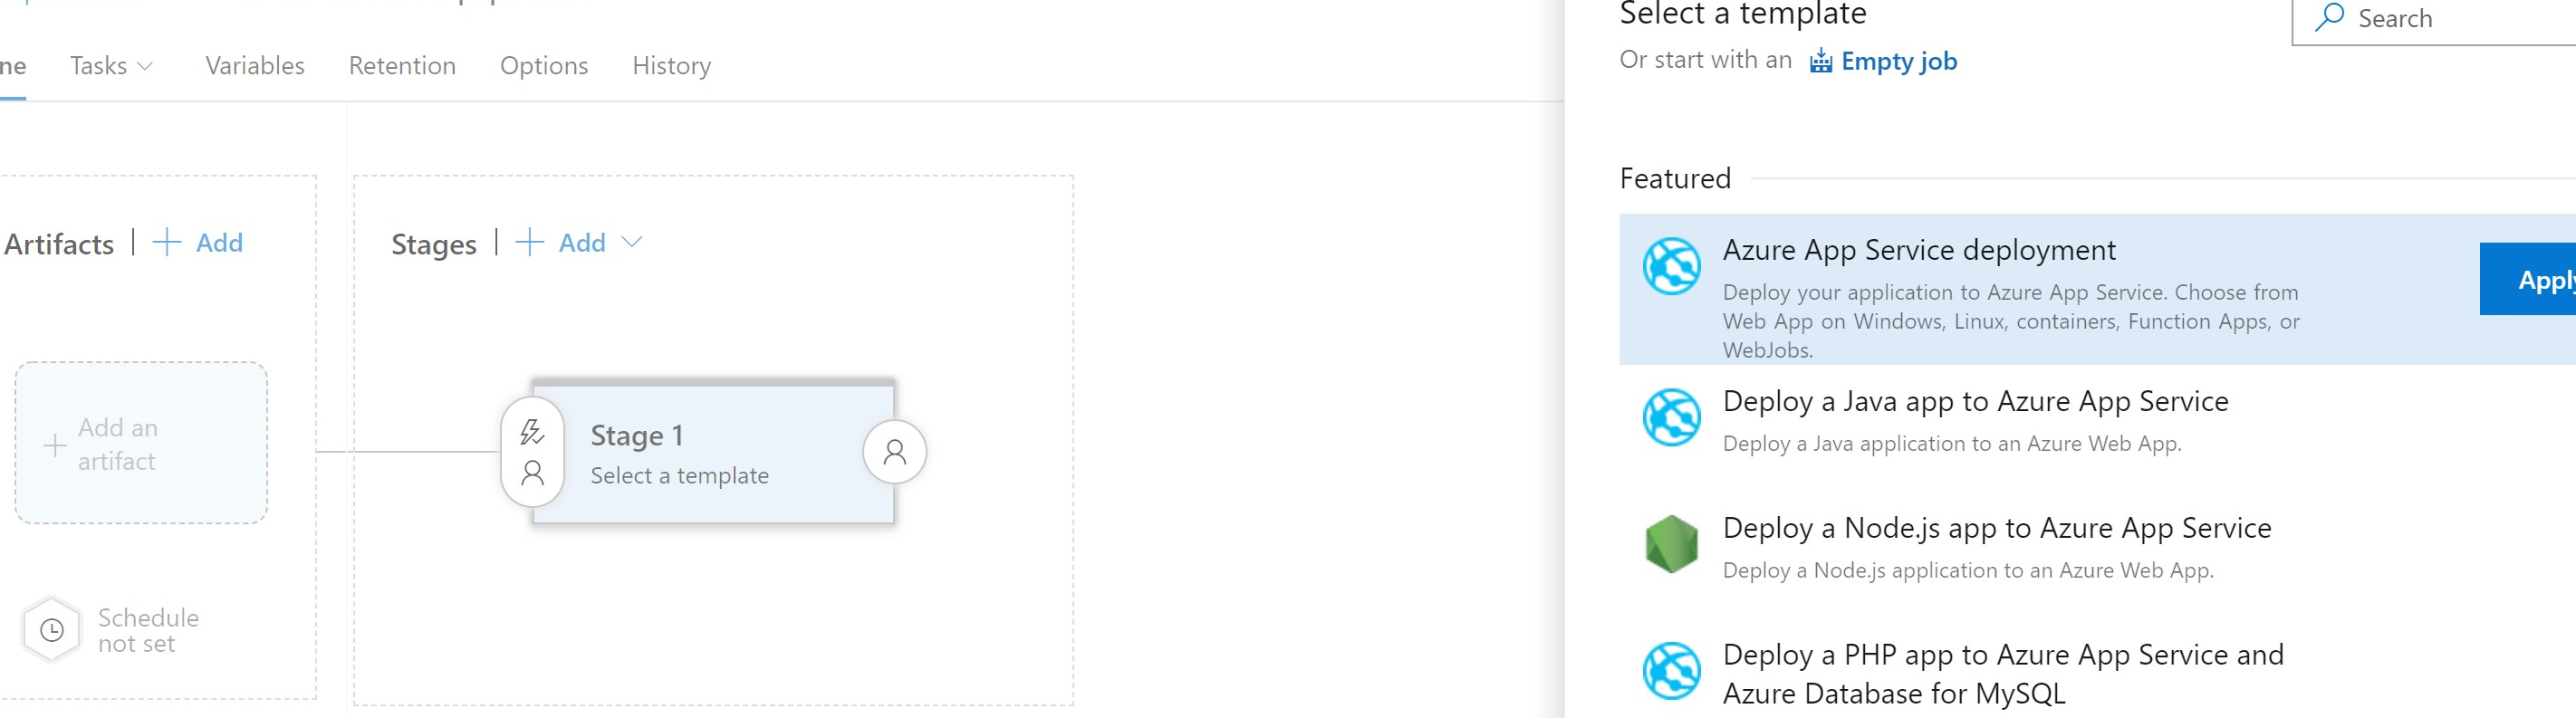 ne Tasks Variables Retention Options History
Artifacts | + Add
Add an
artifact
Schedule
not set
Stages | + Add
Stage 1
Select a template
Select a template
Search
Or start with an Empty job
Featured
Azure App Service deployment
Deploy your application to Azure App Service. Choose from
Web App on Windows, Linux, containers, Function Apps, or
WebJobs.
Apply
Deploy a Java app to Azure App Service
Deploy a Java application to an Azure Web App.
Deploy a Node.js app to Azure App Service
Deploy a Node.js application to an Azure Web App.
Deploy a PHP app to Azure App Service and
Azure Database for MySQL